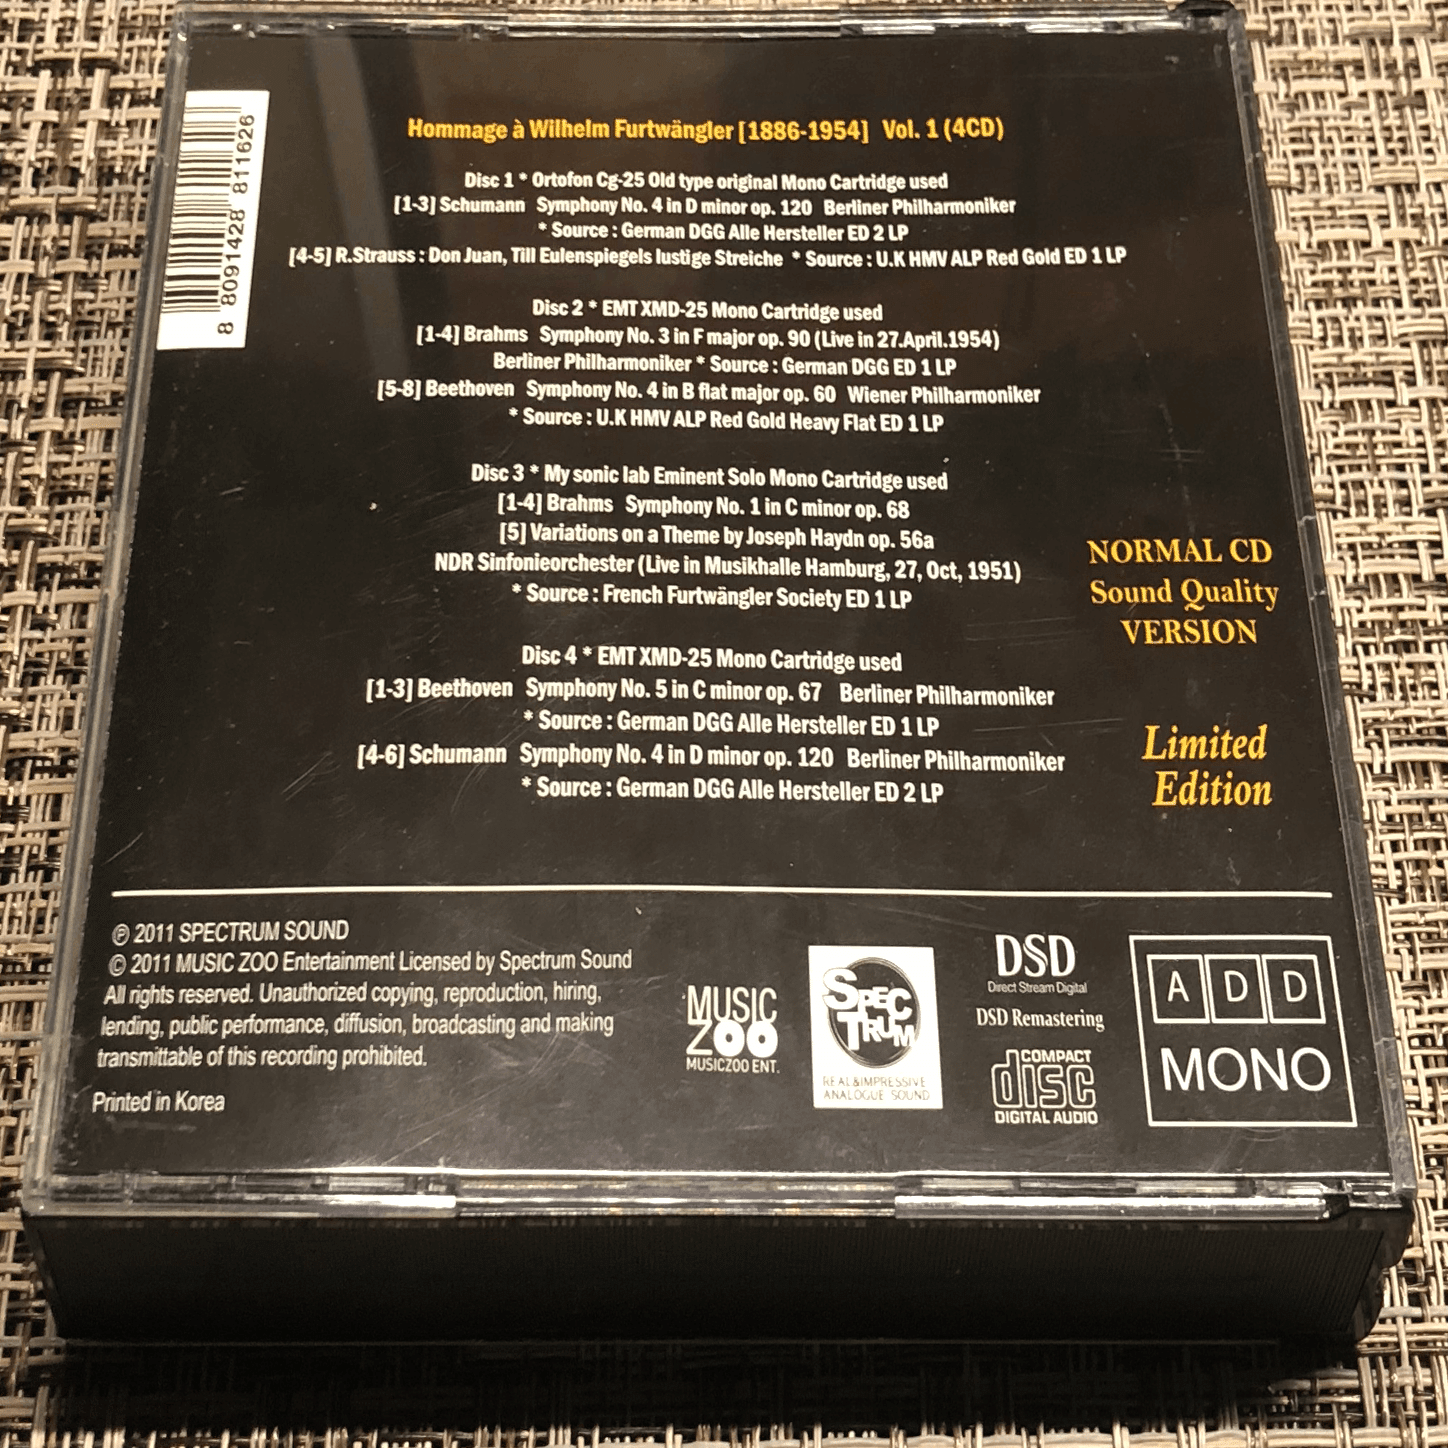 Hommage à Wilhelm Furtwängler [1886-1954] Vol. 1 (4CD)
Disc 1 * Ortofon Cg-25 Old type original Mono Cartridge used
[1-3] Schumann Symphony No. 4 in D minor op. 120 Berliner Philharmoniker
* Source : German DGG Alle Hersteller ED 2 LP
[4-5] R.Strauss : Don Juan, Till Eulenspiegels lustige Streiche * Source : U.K HMV ALP Red Gold ED 1 LP
Disc 2 * EMT XMD-25 Mono Cartridge used
[1-4] Brahms Symphony No. 3 in F major op. 90 (Live in 27.April.1954)
Berliner Philharmoniker * Source : German DGG ED 1 LP
[5-8] Beethoven Symphony No. 4 in B flat major op. 60 Wiener Philharmoniker
* Source : U.K HMV ALP Red Gold Heavy Flat ED 1 LP
Disc 3 * My sonic lab Eminent Solo Mono Cartridge used
[1-4] Brahms Symphony No. 1 in C minor op. 68
[5] Variations on a Theme by Joseph Haydn op. 56a
NDR Sinfonieorchester (Live in Musikhalle Hamburg, 27, Oct, 1951)
* Source : French Furtwängler Society ED 1 LP
Disc 4 * EMT XMD-25 Mono Cartridge used
[1-3] Beethoven Symphony No. 5 in C minor op. 67 Berliner Philharmoniker
* Source : German DGG Alle Hersteller ED 1 LP
[4-6] Schumann Symphony No. 4 in D minor op. 120 Berliner Philharmoniker
* Source : German DGG Alle Hersteller ED 2 LP
8 809142 8 811626
NORMAL CD
Sound Quality
VERSION
Limited
Edition
℗ 2011 SPECTRUM SOUND
© 2011 MUSIC ZOO Entertainment Licensed by Spectrum Sound
All rights reserved. Unauthorized copying, reproduction, hiring,
lending, public performance, diffusion, broadcasting and making
transmittable of this recording prohibited.
Printed in Korea
MUSIC
ZOO
MUSICZOO ENT.
SPEC
TRUM
REAL&IMPRESSIVE
ANALOGUE SOUND
DSD
Direct Stream Digital
DSD Remastering
COMPACT
disc
DIGITAL AUDIO
A D D
MONO